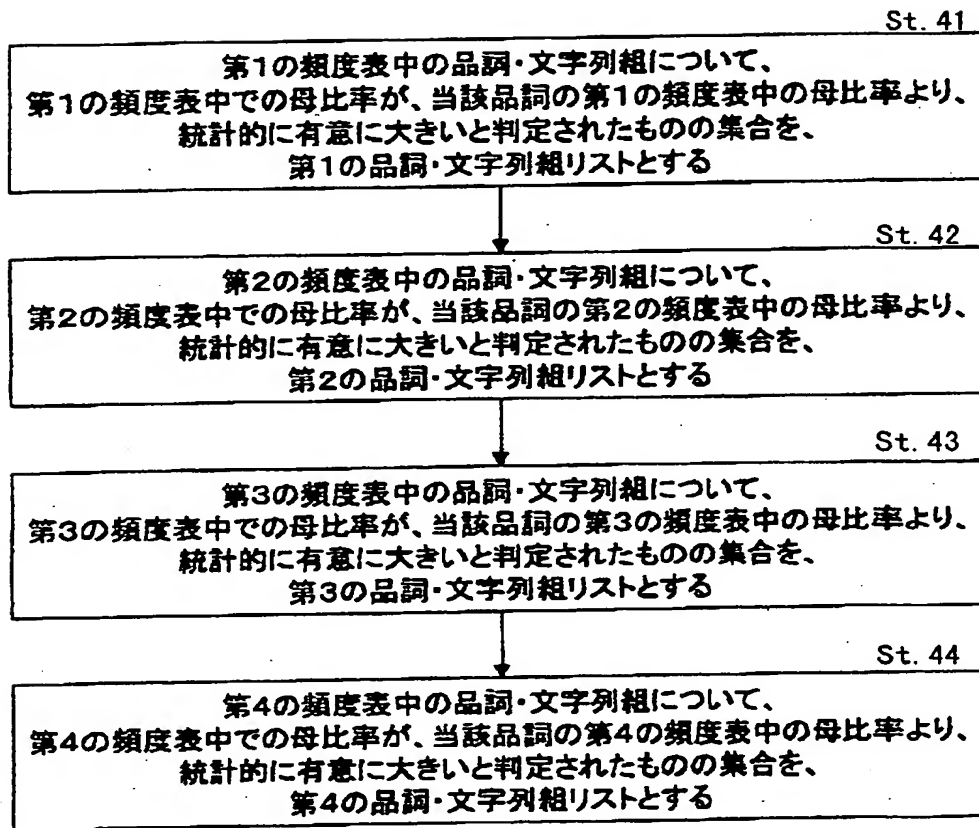 St. 41
第1の頻度表中の品詞・文字列組について、
第1の頻度表中での母比率が、当該品詞の第1の頻度表中の母比率より、
統計的に有意に大きいと判定されたものの集合を、
第1の品詞・文字列組リストとする
St. 42
第2の頻度表中の品詞・文字列組について、
第2の頻度表中での母比率が、当該品詞の第2の頻度表中の母比率より、
統計的に有意に大きいと判定されたものの集合を、
第2の品詞・文字列組リストとする
St. 43
第3の頻度表中の品詞・文字列組について、
第3の頻度表中での母比率が、当該品詞の第3の頻度表中の母比率より、
統計的に有意に大きいと判定されたものの集合を、
第3の品詞・文字列組リストとする
St. 44
第4の頻度表中の品詞・文字列組について、
第4の頻度表中での母比率が、当該品詞の第4の頻度表中の母比率より、
統計的に有意に大きいと判定されたものの集合を、
第4の品詞・文字列組リストとする